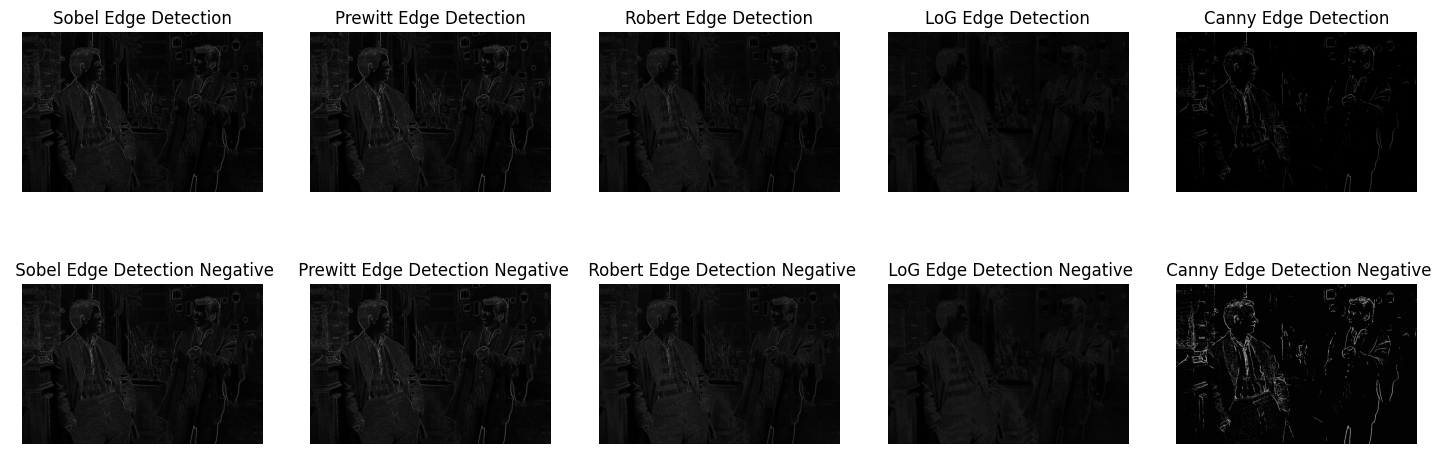 Sobel Edge Detection
Prewitt Edge Detection
Robert Edge Detection
LoG Edge Detection
Canny Edge Detection
Sobel Edge Detection Negative
Prewitt Edge Detection Negative
Robert Edge Detection Negative
LoG Edge Detection Negative
Canny Edge Detection Negative